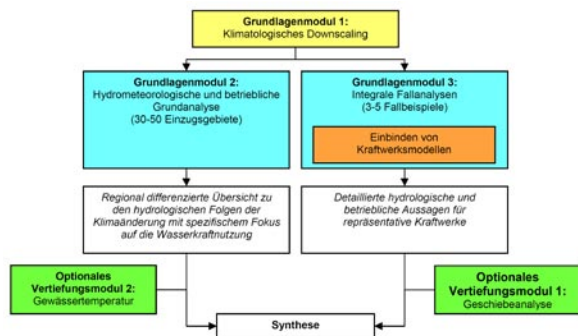 Grundlagenmodul 1:
Klimatologisches Downscaling
Grundlagenmodul 2:
Hydrometeorologische und betriebliche
Grundanalyse
(30-50 Einzugsgebiete)
Grundlagenmodul 3:
Integrale Fallanalysen
(3-5 Fallbeispiele)
Einbinden von
Kraftwerksmodellen
Regional differenzierte Übersicht zu
den hydrologischen Folgen der
Klimaänderung mit spezifischem Fokus
auf die Wasserkraftnutzung
Detaillierte hydrologische und
betriebliche Aussagen für
repräsentative Kraftwerke
Optionales
Vertiefungsmodul 2:
Gewässertemperatur
Optionales
Vertiefungsmodul 1:
Geschiebeanalyse
Synthese